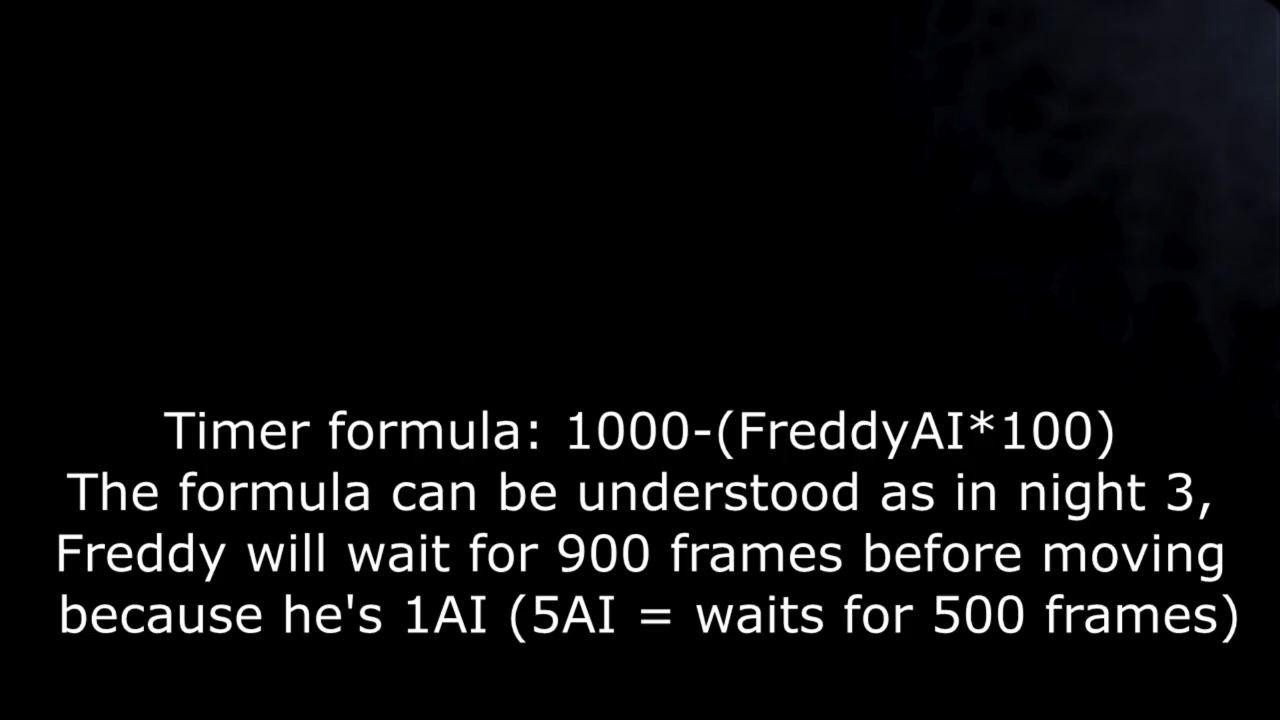 Timer formula: 1000-(FreddyAI*100)
The formula can be understood as in night 3,
Freddy will wait for 900 frames before moving
because he's 1AI (5AI = waits for 500 frames)